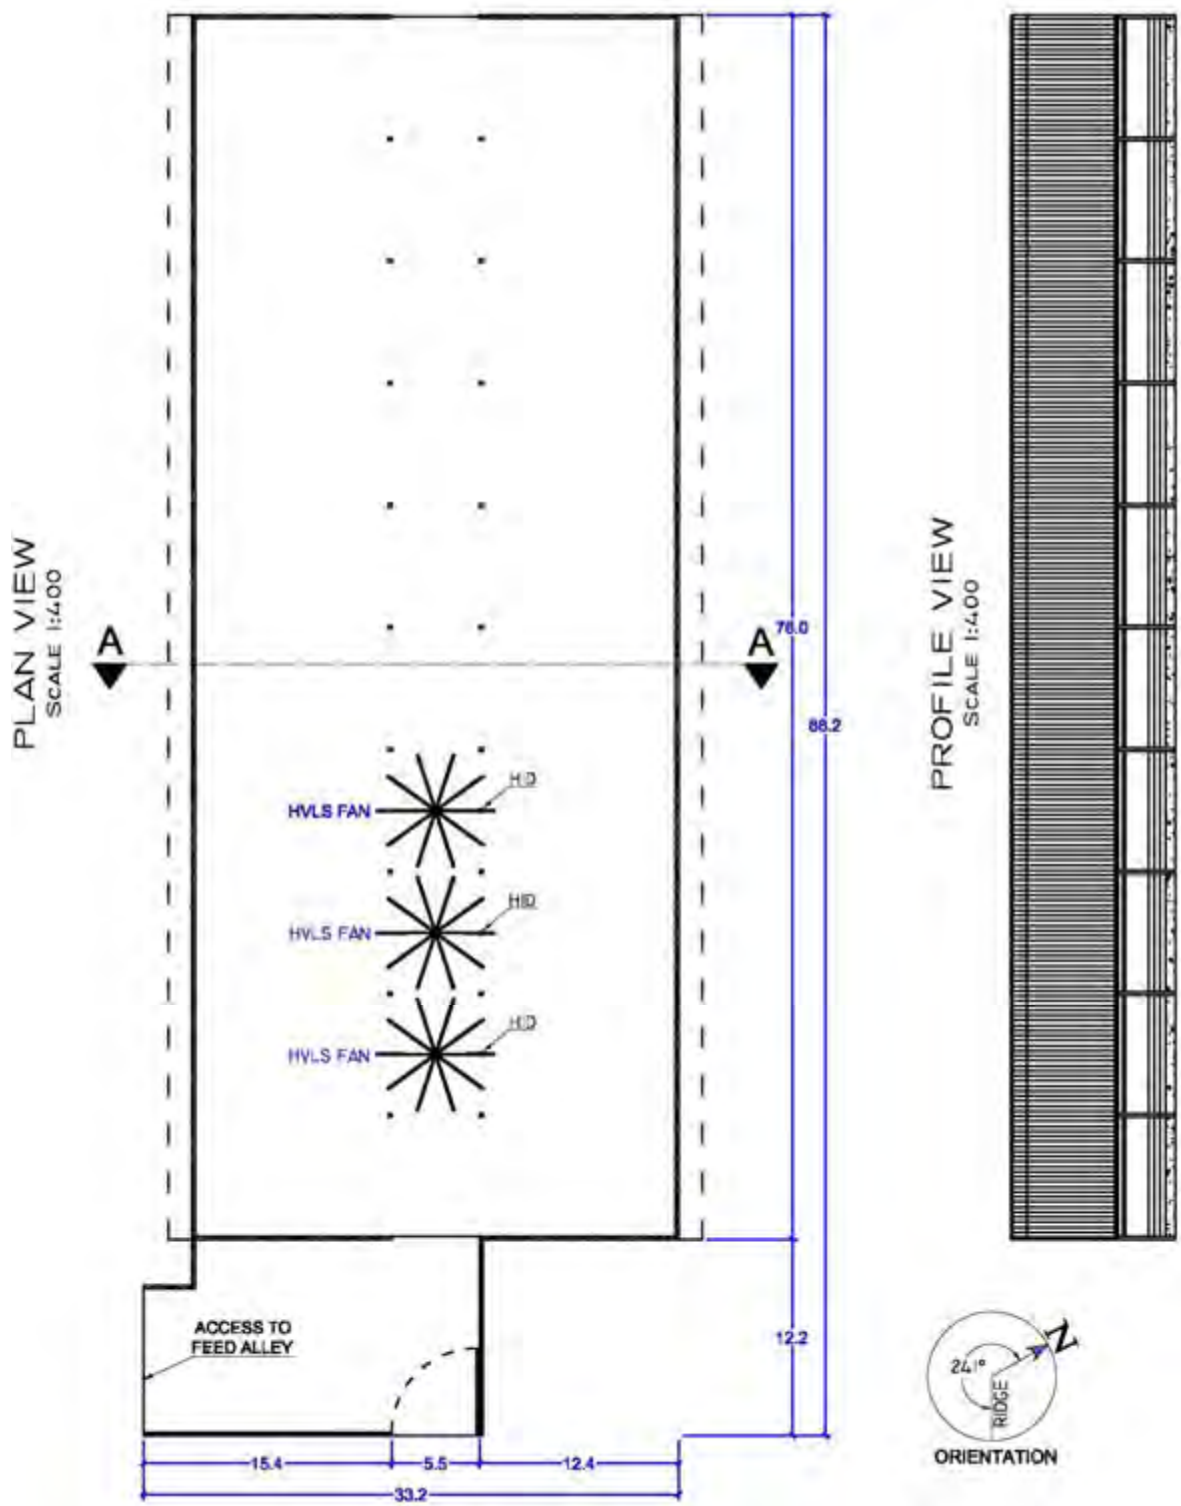 PLAN VIEW
SCALE 1:400
A
A
76.0
88.2
HVLS FAN
HID
HVLS FAN
HID
HVLS FAN
HID
ACCESS TO
FEED ALLEY
12.2
15.4
5.5
12.4
33.2
PROFILE VIEW
SCALE 1:400
N
241°
RIDGE
ORIENTATION